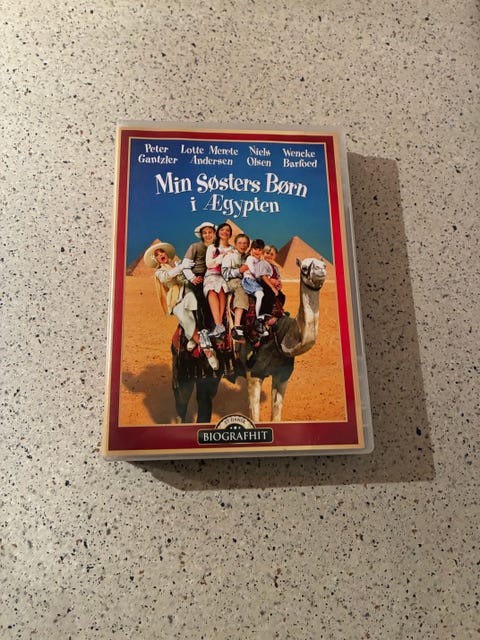 Peter Lotte Merete Niels Wencke
Gantzler Andersen Olsen Barfoed
Min Søsters Børn
i Ægypten
BIOGRAFHIT